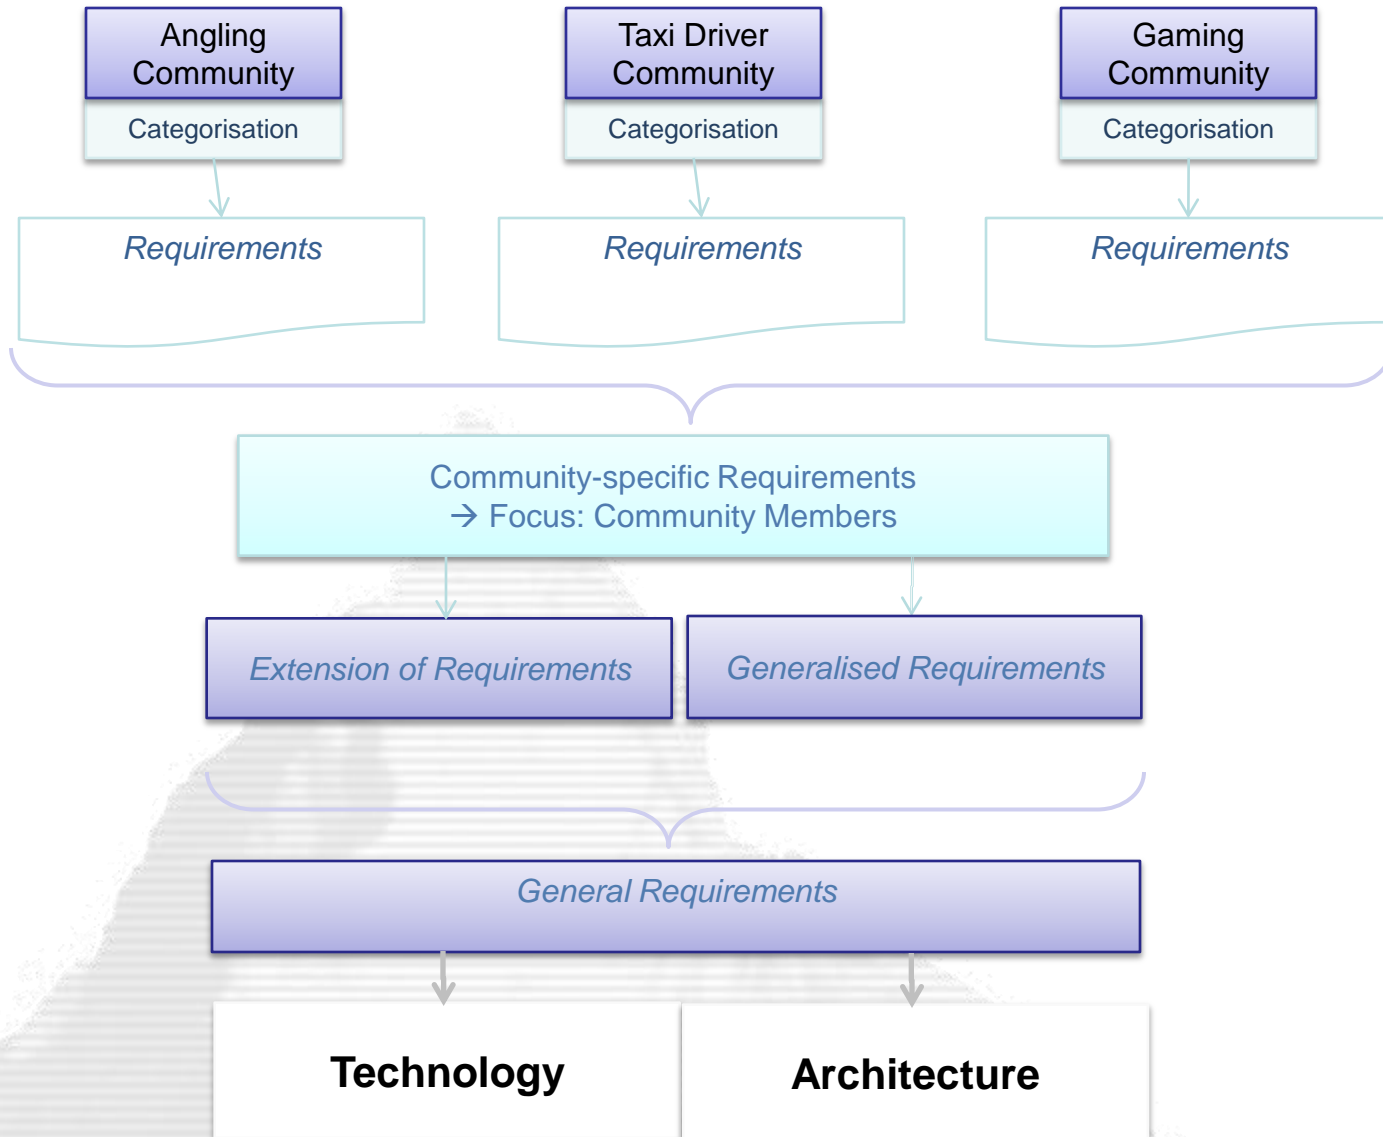 Angling
Community
Taxi Driver
Community
Gaming
Community
Categorisation
Categorisation
Categorisation
Requirements
Requirements
Requirements
Community-specific Requirements
→ Focus: Community Members
Extension of Requirements
Generalised Requirements
General Requirements
Technology
Architecture